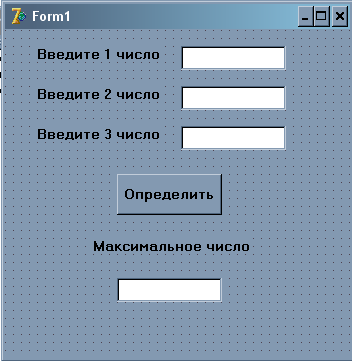 Form1
Введите 1 число
Введите 2 число
Введите 3 число
Определить
Максимальное число